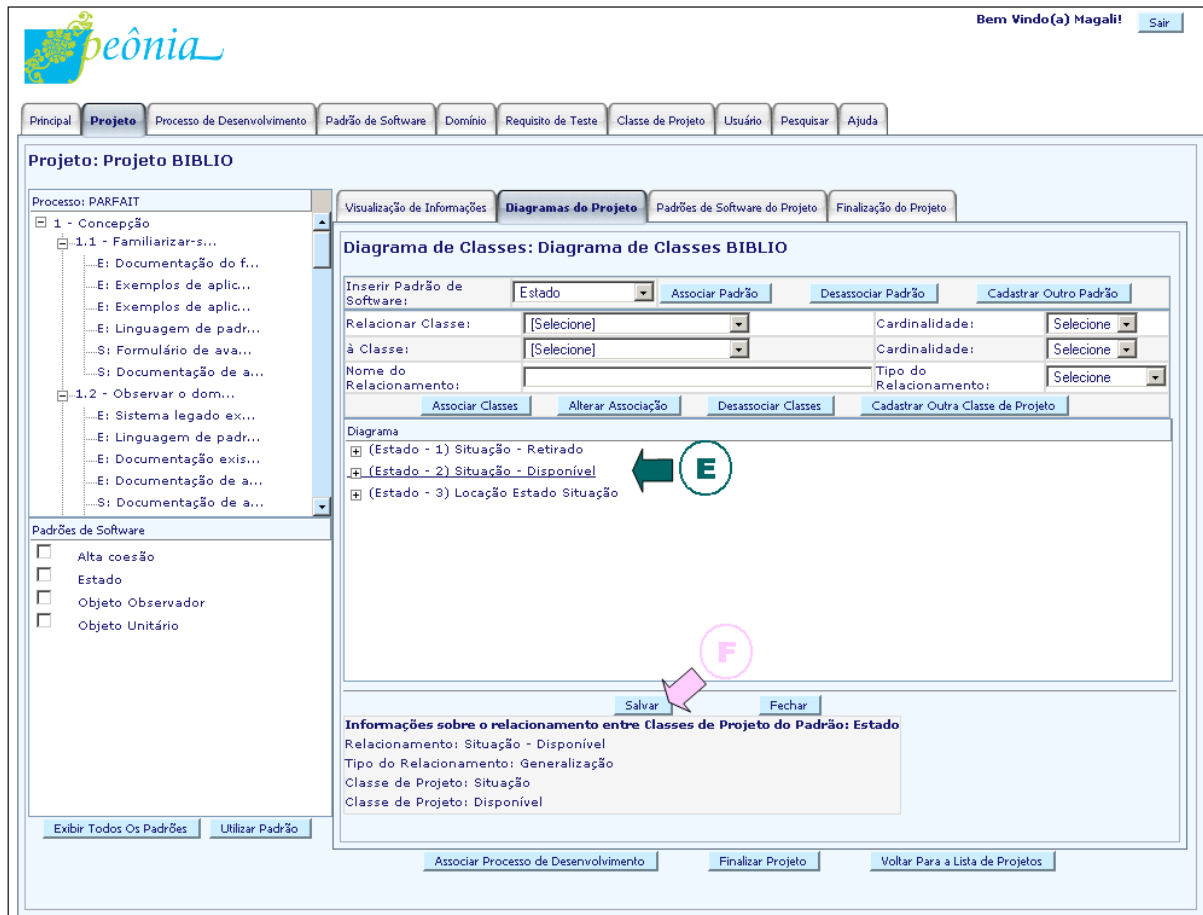 Bem Vindo(a) Magali!
Sair
peônia
Principal
Projeto
Processo de Desenvolvimento
Padrão de Software
Domínio
Requisito de Teste
Classe de Projeto
Usuário
Pesquisar
Ajuda
Projeto: Projeto BIBLIO
Processo: PARFAIT
1 - Concepção
1.1 - Familiarizar-s...
E: Documentação do f...
E: Exemplos de aplic...
E: Exemplos de aplic...
E: Linguagem de padr...
S: Formulário de ava...
S: Documentação de a...
1.2 - Observar o dom...
E: Sistema legado ex...
E: Linguagem de padr...
E: Documentação exis...
E: Documentação de a...
S: Documentação de a...
Padrões de Software
Alta coesão
Estado
Objeto Observador
Objeto Unitário
Exibir Todos Os Padrões
Utilizar Padrão
Visualização de Informações
Diagramas do Projeto
Padrões de Software do Projeto
Finalização do Projeto
Diagrama de Classes: Diagrama de Classes BIBLIO
Inserir Padrão de
Software:
Estado
Associar Padrão
Desassociar Padrão
Cadastrar Outro Padrão
Relacionar Classe:
[Selecione]
Cardinalidade:
Selecione
à Classe:
[Selecione]
Cardinalidade:
Selecione
Nome do
Relacionamento:
Tipo do
Relacionamento:
Selecione
Associar Classes
Alterar Associação
Desassociar Classes
Cadastrar Outra Classe de Projeto
Diagrama
(Estado - 1) Situação - Retirado
(Estado - 2) Situação - Disponível
E
(Estado - 3) Locação Estado Situação
F
Salvar
Fechar
Informações sobre o relacionamento entre Classes de Projeto do Padrão: Estado
Relacionamento: Situação - Disponível
Tipo do Relacionamento: Generalização
Classe de Projeto: Situação
Classe de Projeto: Disponível
Associar Processo de Desenvolvimento
Finalizar Projeto
Voltar Para a Lista de Projetos